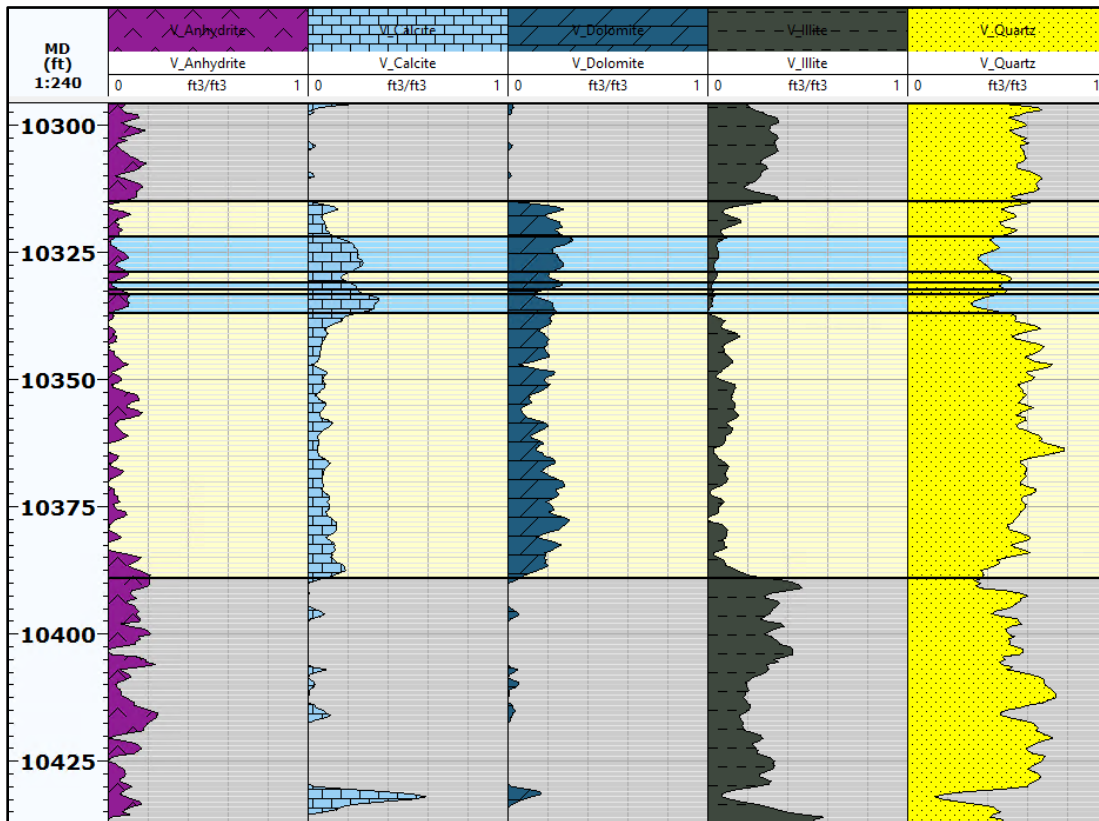 V_Anhydrite V_Calcite V_Dolomite V_Illite V_Quartz
MD
(ft)
1:240
V_Anhydrite V_Calcite V_Dolomite V_Illite V_Quartz
0 ft3/ft3 1 0 ft3/ft3 1 0 ft3/ft3 1 0 ft3/ft3 1 0 ft3/ft3 1
10300
10325
10350
10375
10400
10425